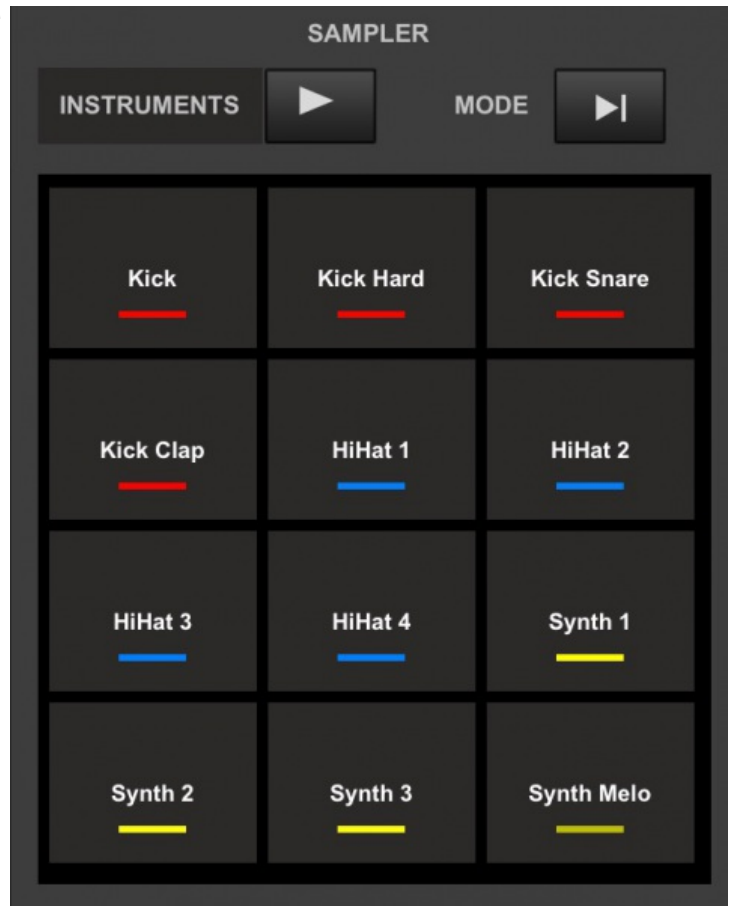 SAMPLER
INSTRUMENTS MODE
Kick Kick Hard Kick Snare
Kick Clap HiHat 1 HiHat 2
HiHat 3 HiHat 4 Synth 1
Synth 2 Synth 3 Synth Melo